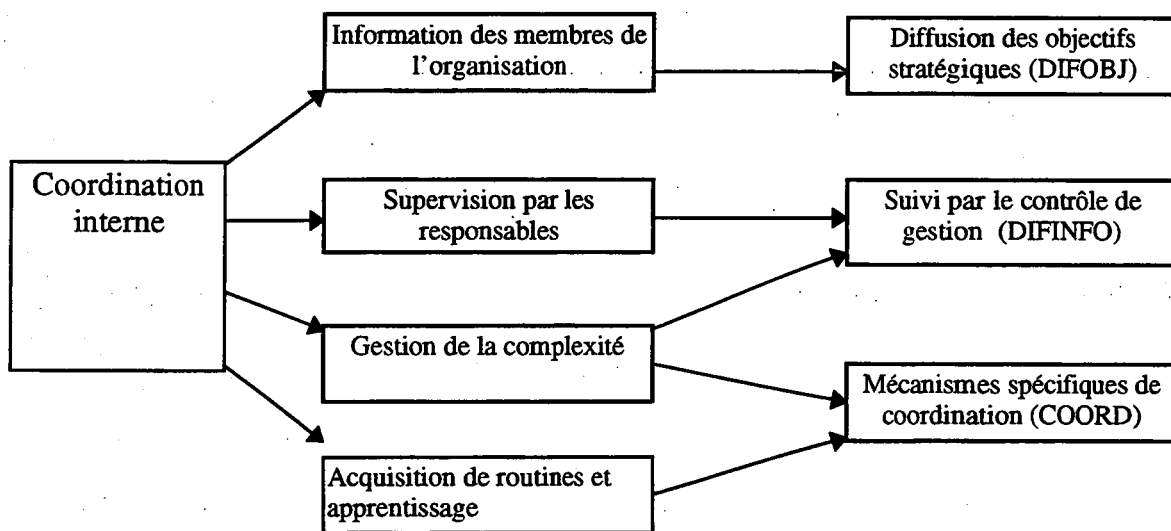 Coordination
interne
Information des membres de
l'organisation
Supervision par les
responsables
Gestion de la complexité
Acquisition de routines et
apprentissage
Diffusion des objectifs
stratégiques (DIFOBJ)
Suivi par le contrôle de
gestion (DIFINFO)
Mécanismes spécifiques de
coordination (COORD)